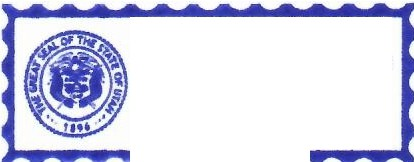 THE GREAT SEAL OF THE STATE OF UTAH
1896